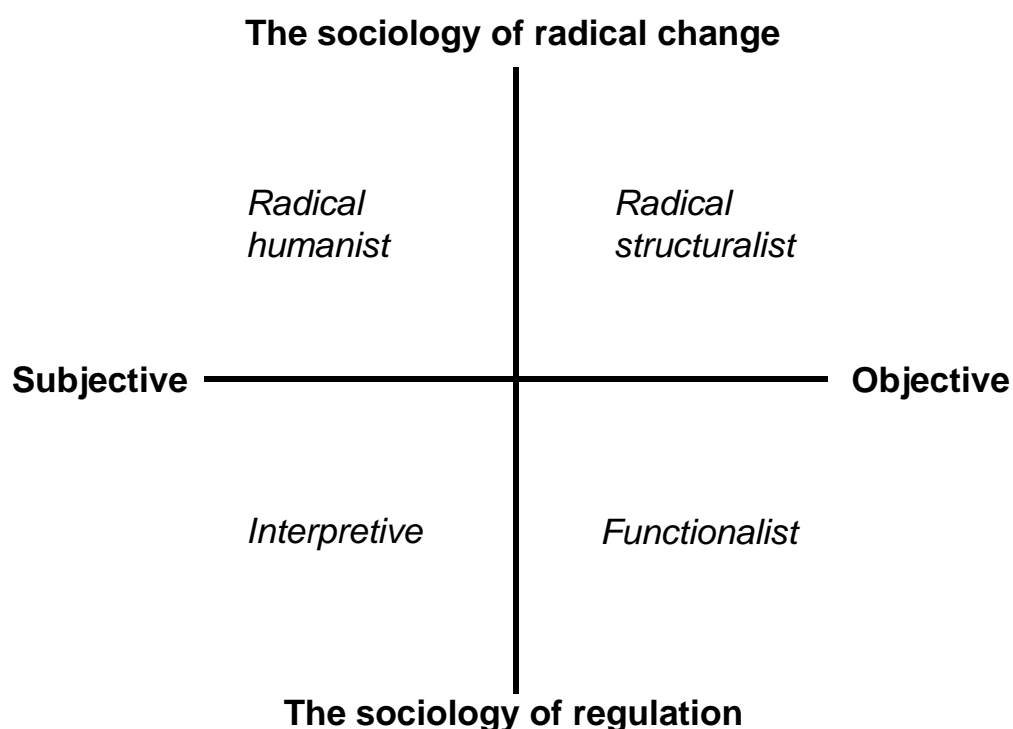 The sociology of radical change
Radical
humanist
Radical
structuralist
Subjective
Objective
Interpretive
Functionalist
The sociology of regulation